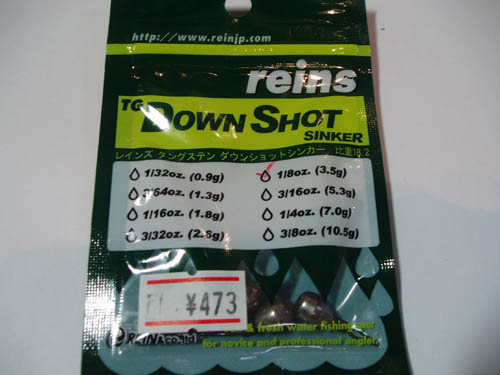 http://www.reinjp.com
reins
TG DOWN SHOT
SINKER
レインズ タングステン ダウンショットシンカー 比重18.2
1/32oz. (0.9g)
1/8oz. (3.5g)
3/64oz. (1.3g)
3/16oz. (5.3g)
1/16oz. (1.8g)
1/4oz. (7.0g)
3/32oz. (2.6g)
3/8oz. (10.5g)
¥473
& fresh water fishing gear
for novice and professional angler.